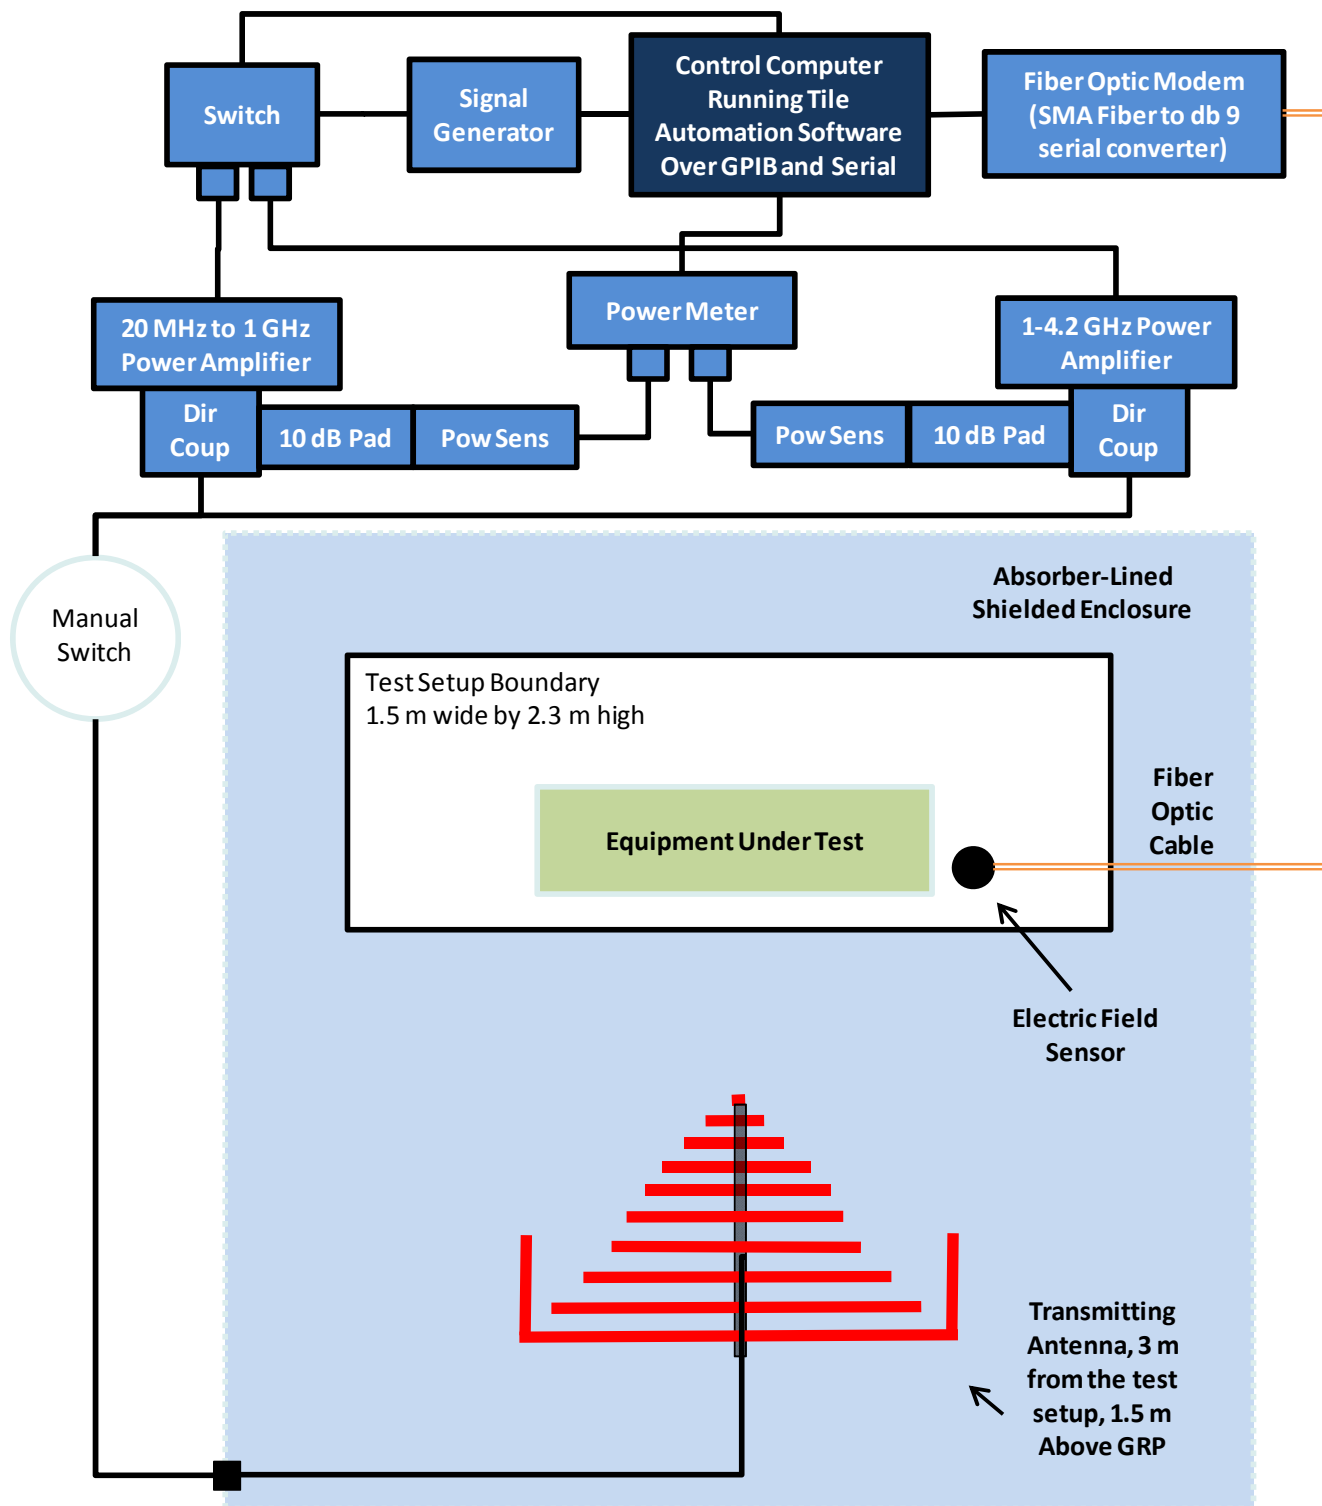 Switch
Signal
Generator
Control Computer
Running Tile
Automation Software
Over GPIB and Serial
Fiber Optic Modem
(SMA Fiber to db 9
serial converter)
20 MHz to 1 GHz
Power Amplifier
Power Meter
1-4.2 GHz Power
Amplifier
Dir
Coup
10 dB Pad
Pow Sens
Pow Sens
10 dB Pad
Dir
Coup
Manual
Switch
Absorber-Lined
Shielded Enclosure
Test Setup Boundary
1.5 m wide by 2.3 m high
Equipment Under Test
Fiber
Optic
Cable
Electric Field
Sensor
Transmitting
Antenna, 3 m
from the test
setup, 1.5 m
Above GRP